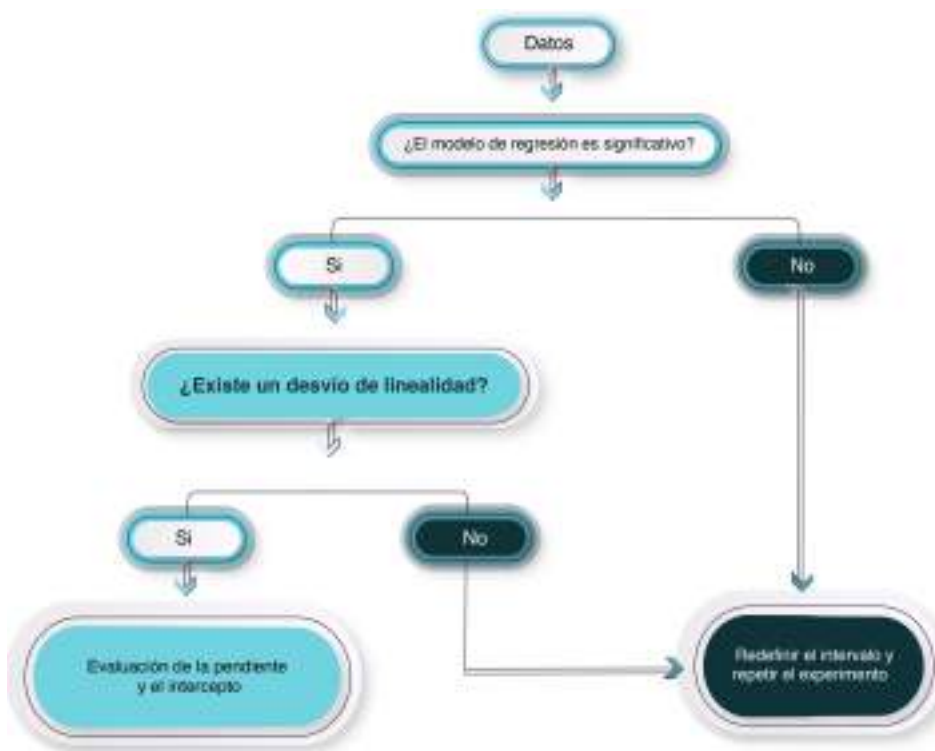 Datos
¿El modelo de regresión es significativo?
Si
No
¿Existe un desvío de linealidad?
Si
No
Evaluación de la pendiente
y el intercepto
Redefinir el intervalo y
repetir el experimento